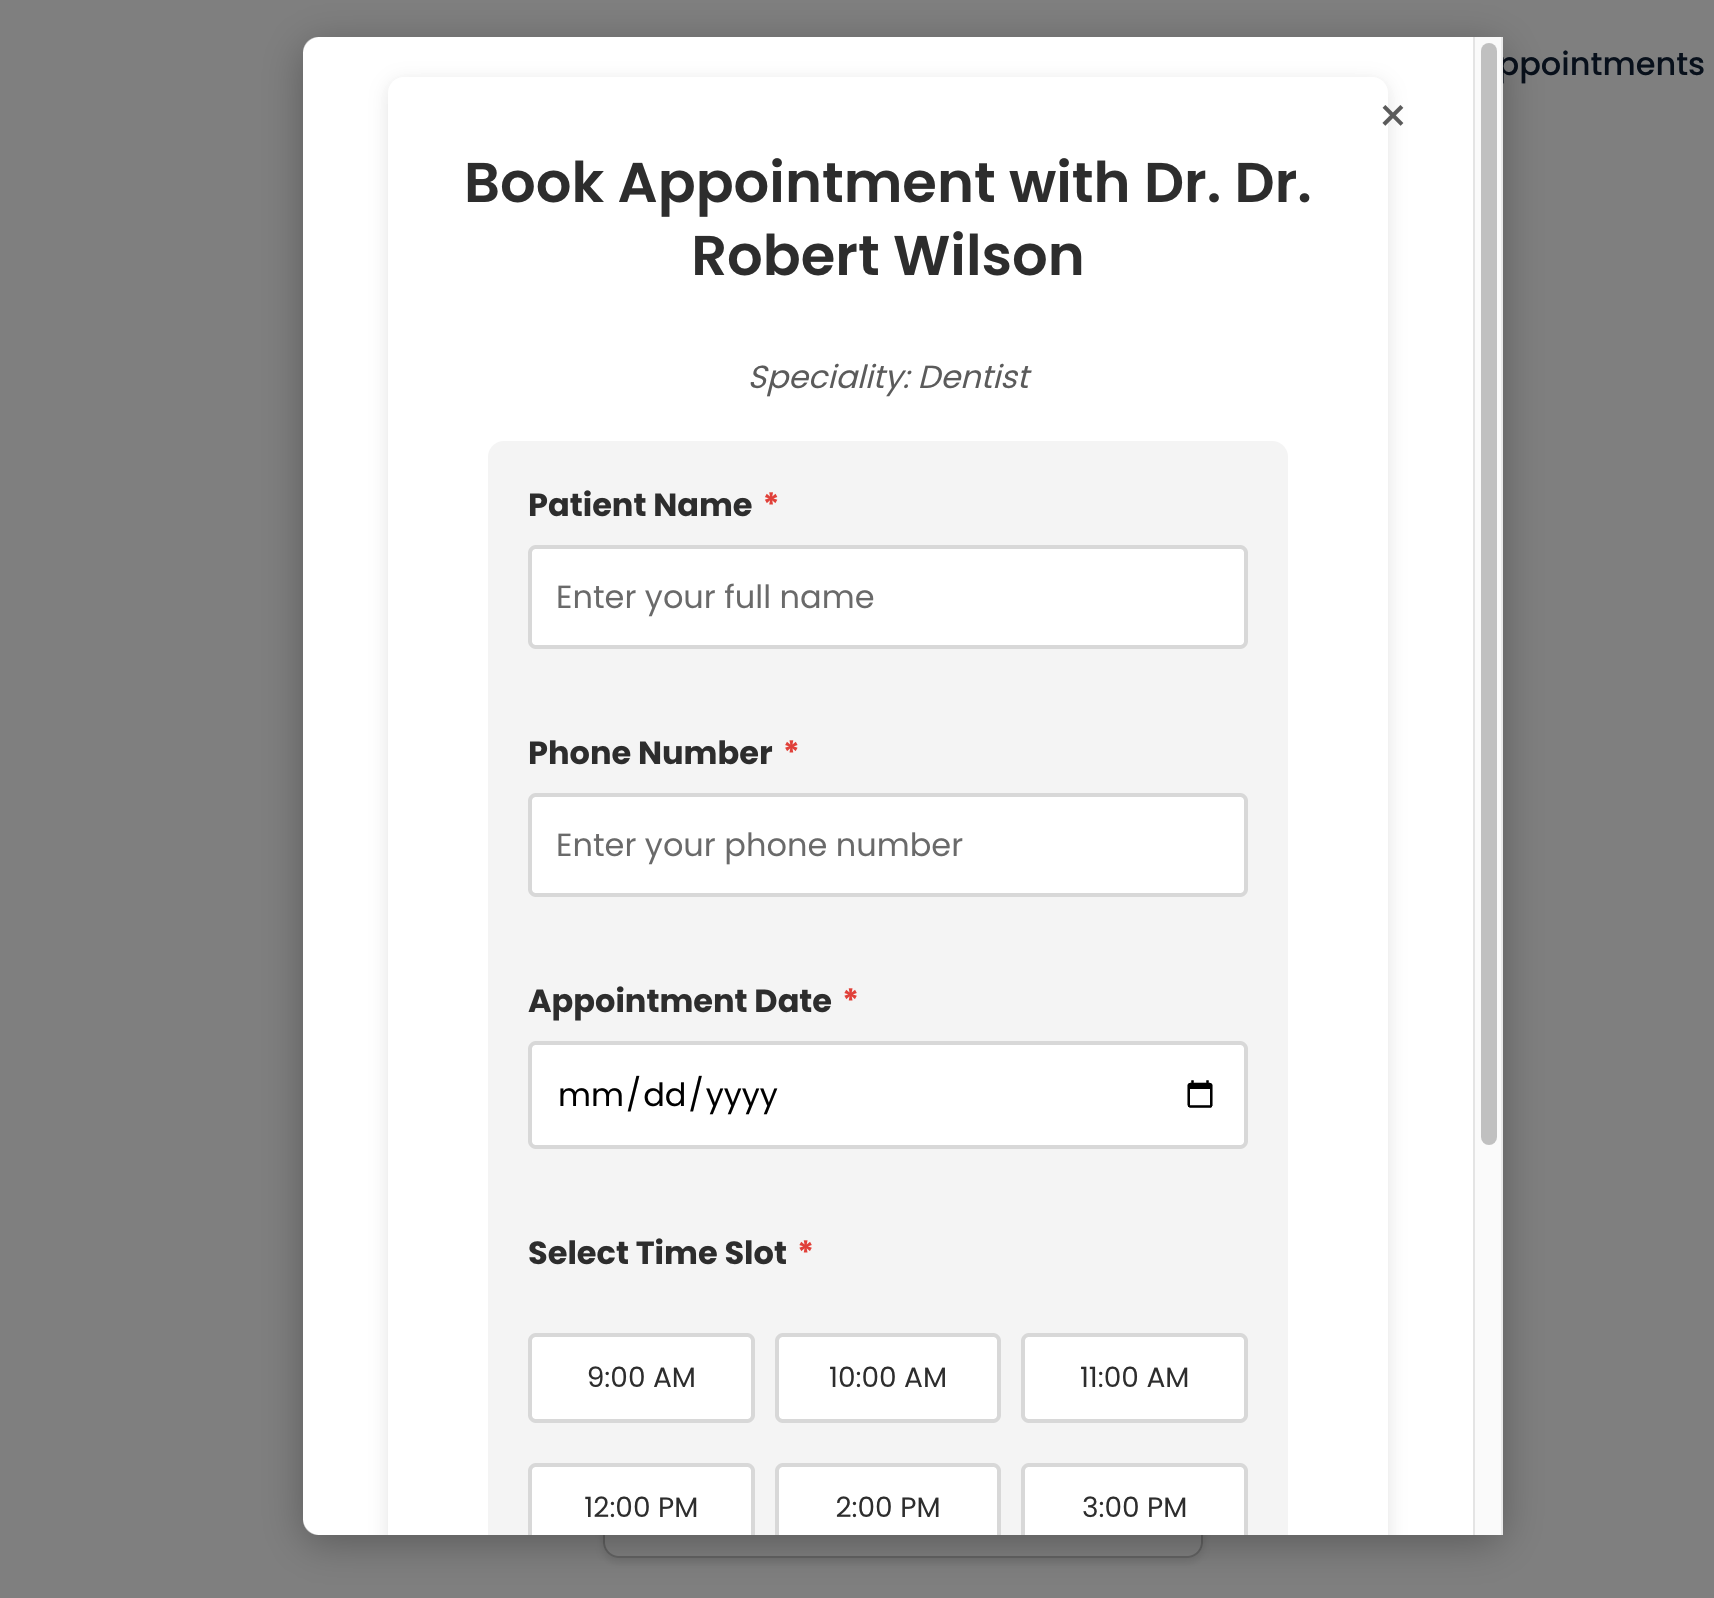 ppointments
×
Book Appointment with Dr. Dr.
Robert Wilson
Speciality: Dentist
Patient Name *
Enter your full name
Phone Number *
Enter your phone number
Appointment Date *
mm/dd/yyyy
Select Time Slot *
9:00 AM 10:00 AM 11:00 AM
12:00 PM 2:00 PM 3:00 PM